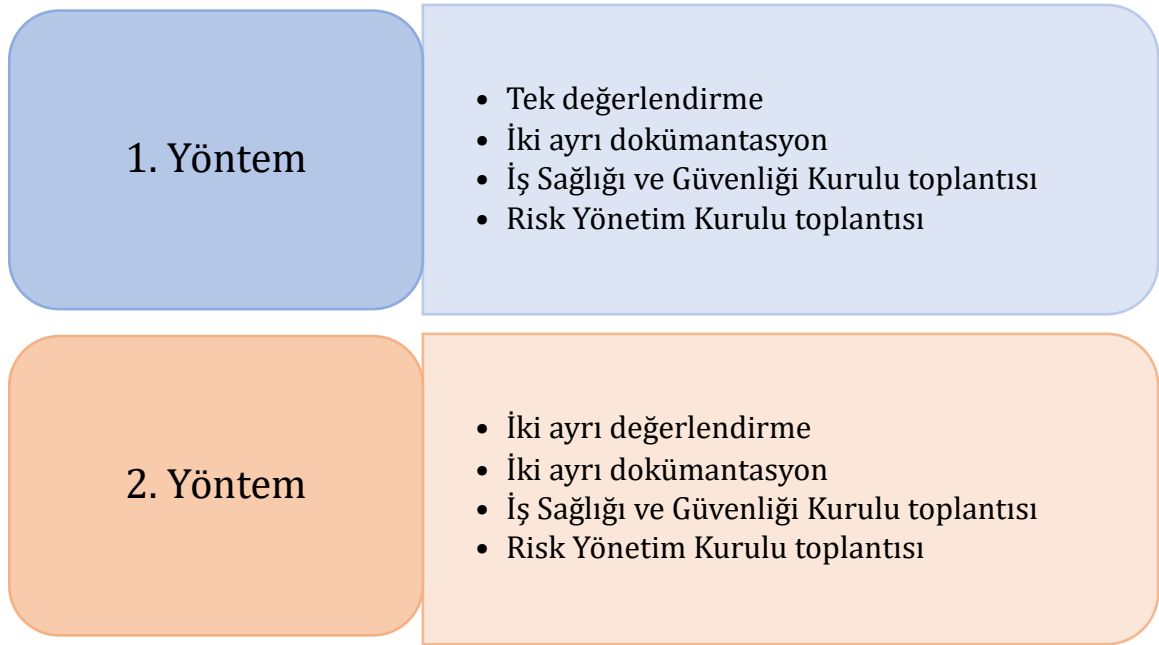 1. Yöntem
• Tek değerlendirme
• İki ayrı dokümantasyon
• İş Sağlığı ve Güvenliği Kurulu toplantısı
• Risk Yönetim Kurulu toplantısı
2. Yöntem
• İki ayrı değerlendirme
• İki ayrı dokümantasyon
• İş Sağlığı ve Güvenliği Kurulu toplantısı
• Risk Yönetim Kurulu toplantısı